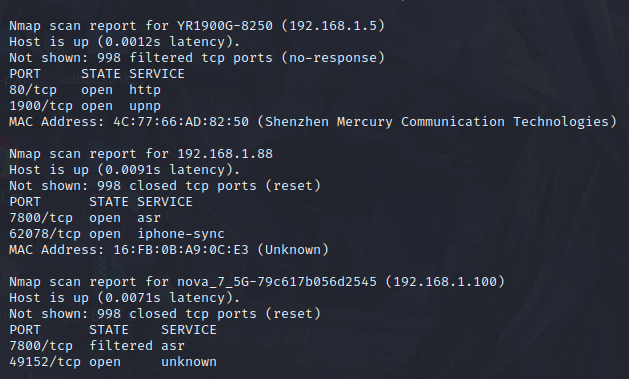 Nmap scan report for YR1900G-8250 (192.168.1.5)
Host is up (0.0012s latency).
Not shown: 998 filtered tcp ports (no-response)
PORT     STATE SERVICE
80/tcp   open  http
1900/tcp open  upnp
MAC Address: 4C:77:66:AD:82:50 (Shenzhen Mercury Communication Technologies)
Nmap scan report for 192.168.1.88
Host is up (0.0091s latency).
Not shown: 998 closed tcp ports (reset)
PORT      STATE SERVICE
7800/tcp  open  asr
62078/tcp open  iphone-sync
MAC Address: 16:FB:0B:A9:0C:E3 (Unknown)
Nmap scan report for nova_7_5G-79c617b056d2545 (192.168.1.100)
Host is up (0.0071s latency).
Not shown: 998 closed tcp ports (reset)
PORT      STATE    SERVICE
7800/tcp  filtered asr
49152/tcp open     unknown